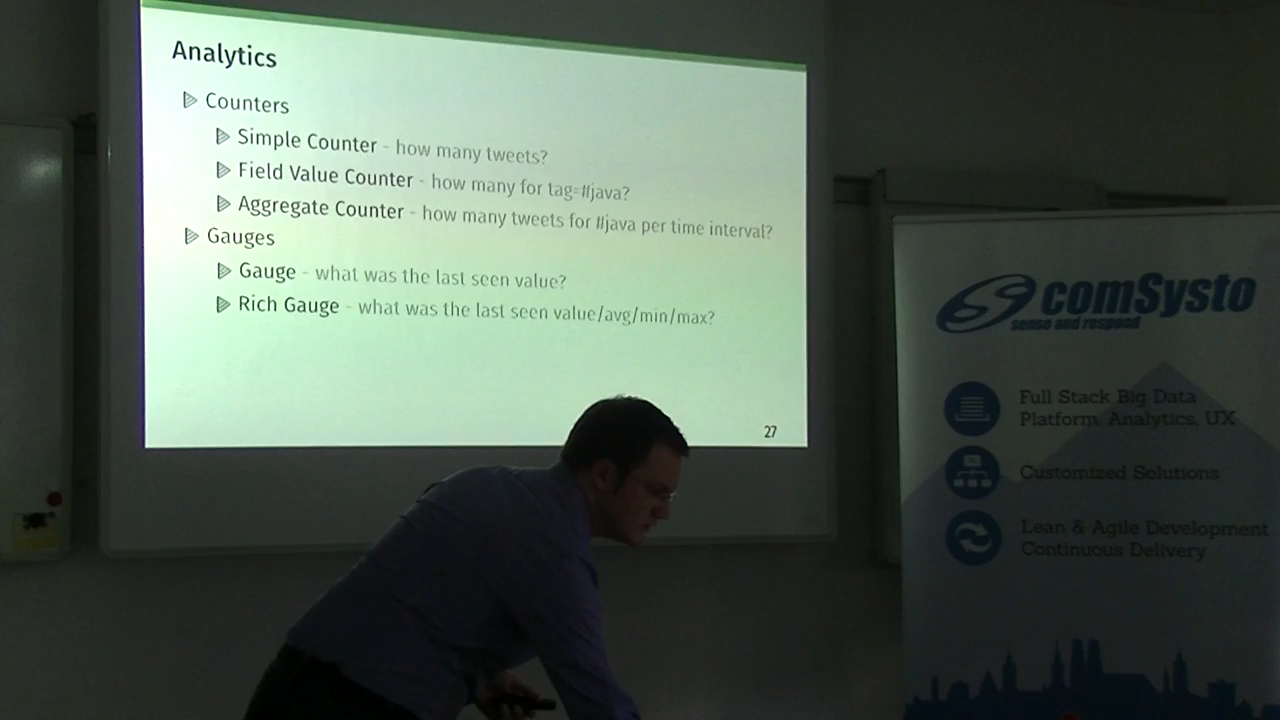 Analytics
Counters
Simple Counter - how many tweets?
Field Value Counter - how many for tag=#java?
Aggregate Counter - how many tweets for #java per time interval?
Gauges
Gauge - what was the last seen value?
Rich Gauge - what was the last seen value/avg/min/max?
27
comSysto
sense and respond
Full Stack Big Data
Platform, Analytics, UX
Customized Solutions
Lean & Agile Development
Continuous Delivery